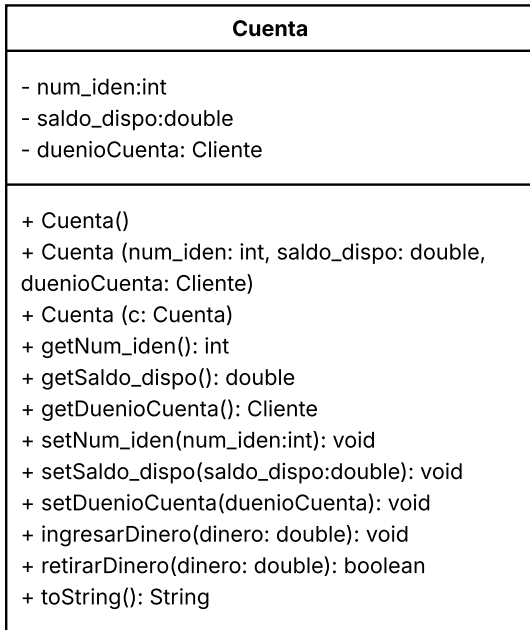 Cuenta
- num_iden:int
- saldo_dispo:double
- duenioCuenta: Cliente
+ Cuenta()
+ Cuenta (num_iden: int, saldo_dispo: double,
duenioCuenta: Cliente)
+ Cuenta (c: Cuenta)
+ getNum_iden(): int
+ getSaldo_dispo(): double
+ getDuenioCuenta(): Cliente
+ setNum_iden(num_iden:int): void
+ setSaldo_dispo(saldo_dispo:double): void
+ setDuenioCuenta(duenioCuenta): void
+ ingresarDinero(dinero: double): void
+ retirarDinero(dinero: double): boolean
+ toString(): String